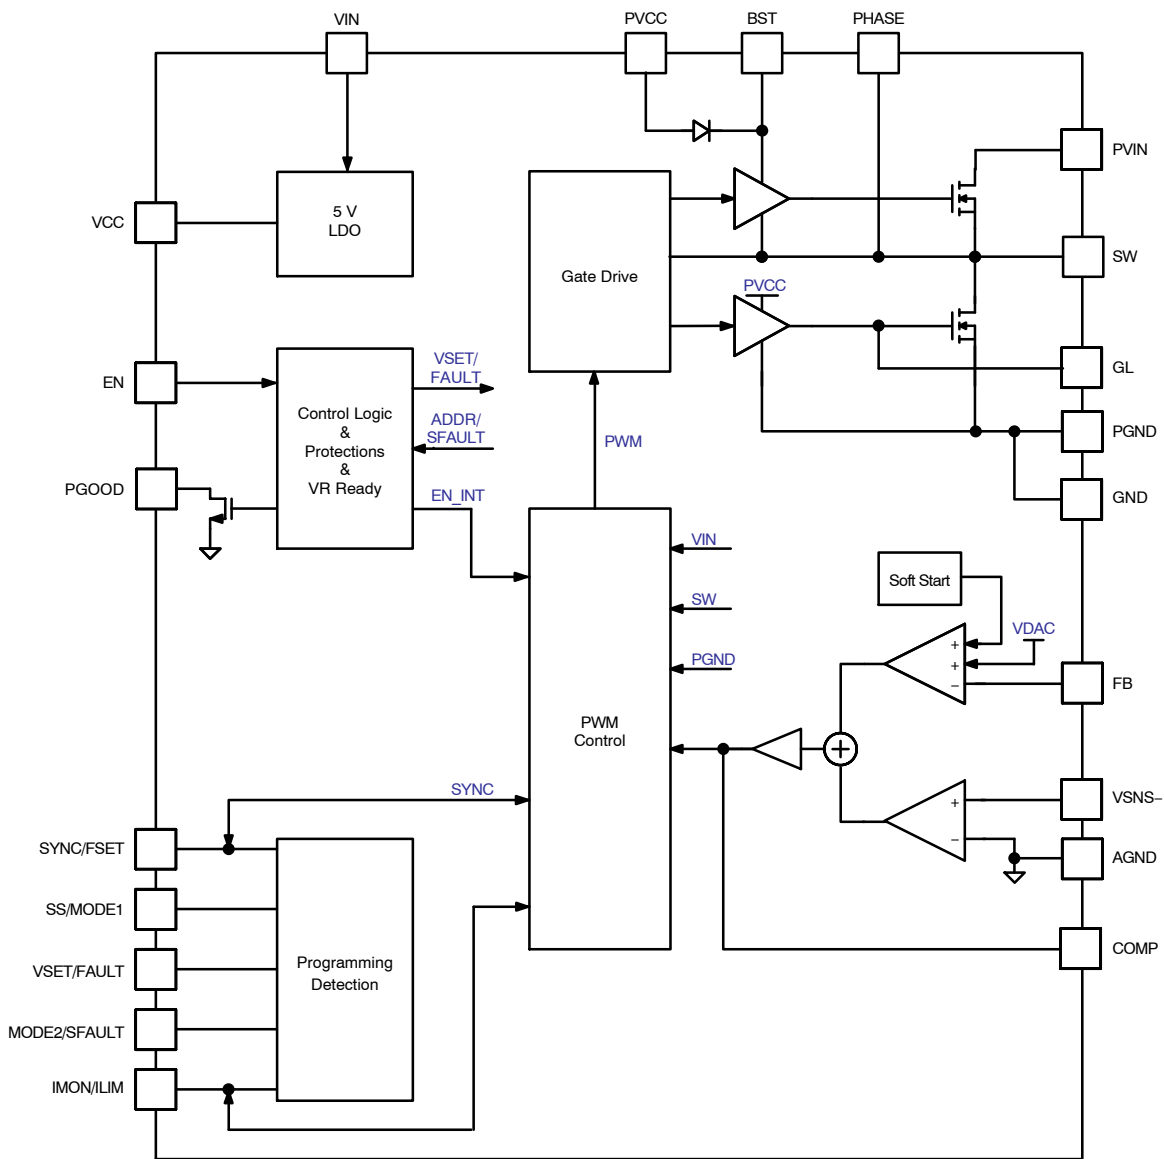 VIN
PVCC
BST
PHASE
PVIN
VCC
5 V
LDO
SW
Gate Drive
PVCC
EN
VSET/
FAULT
GL
Control Logic
&
Protections
&
VR Ready
ADDR/
SFAULT
PWM
PGND
PGOOD
EN_INT
GND
VIN
Soft Start
SW
VDAC
+
+
−
PGND
FB
PWM
Control
+
SYNC
+
−
VSNS−
SYNC/FSET
AGND
SS/MODE1
COMP
VSET/FAULT
Programming
Detection
MODE2/SFAULT
IMON/ILIM